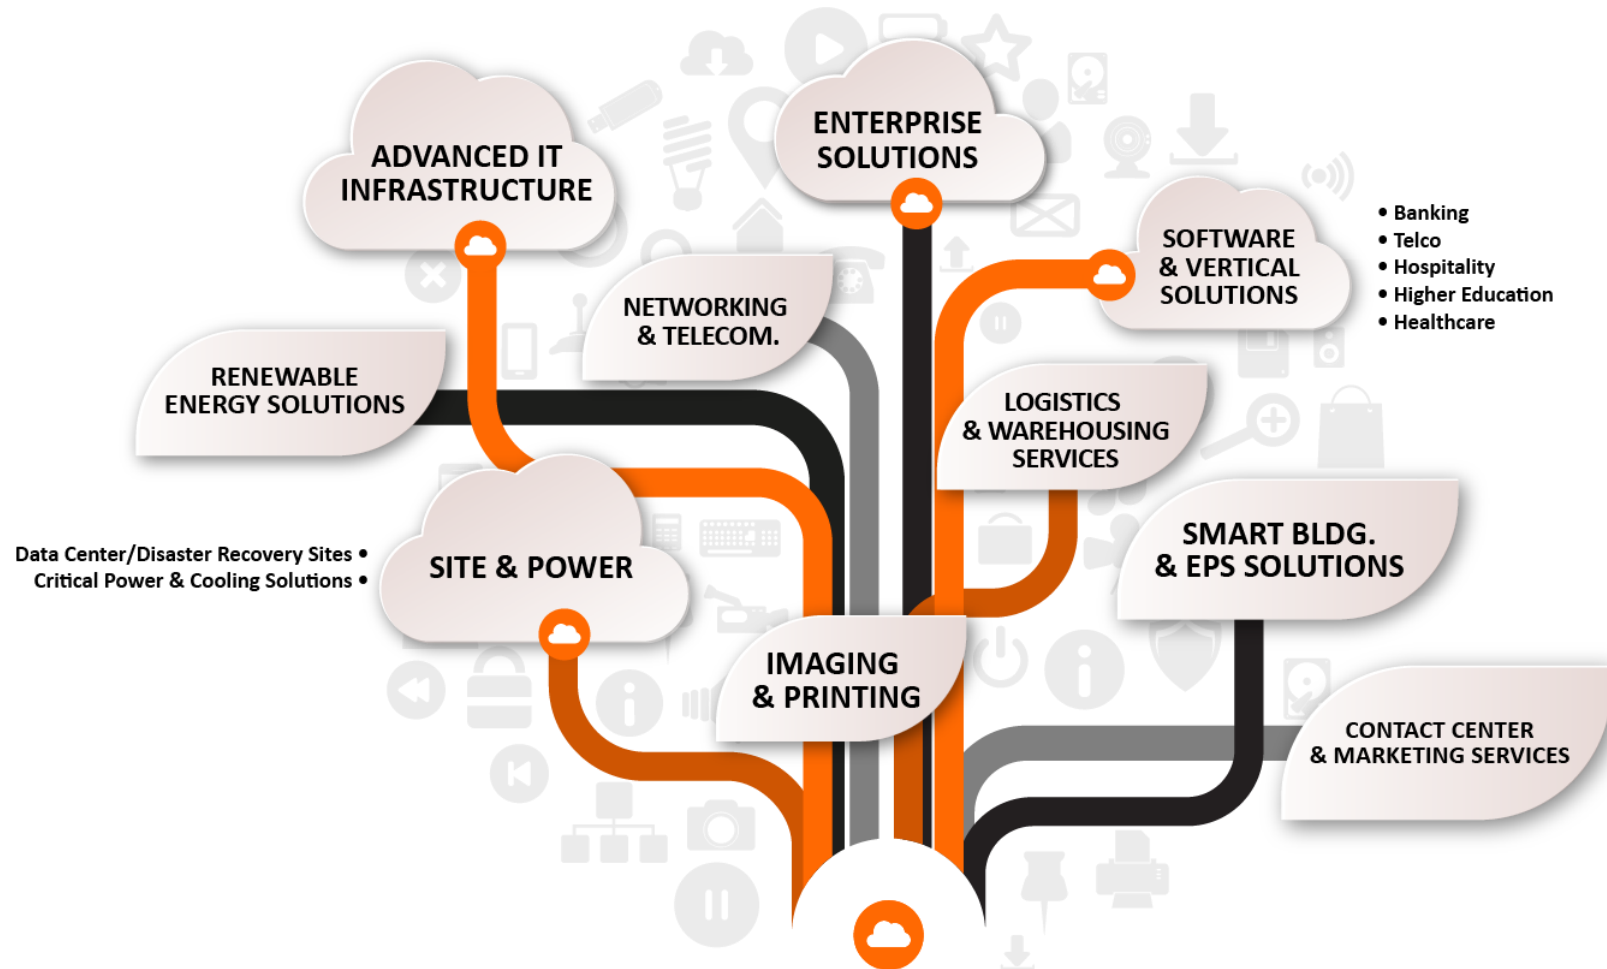 ADVANCED IT
INFRASTRUCTURE
ENTERPRISE
SOLUTIONS
SOFTWARE
& VERTICAL
SOLUTIONS
• Banking
• Telco
• Hospitality
• Higher Education
• Healthcare
NETWORKING
& TELECOM.
RENEWABLE
ENERGY SOLUTIONS
LOGISTICS
& WAREHOUSING
SERVICES
SITE & POWER
Data Center/Disaster Recovery Sites •
Critical Power & Cooling Solutions •
SMART BLDG.
& EPS SOLUTIONS
IMAGING
& PRINTING
CONTACT CENTER
& MARKETING SERVICES